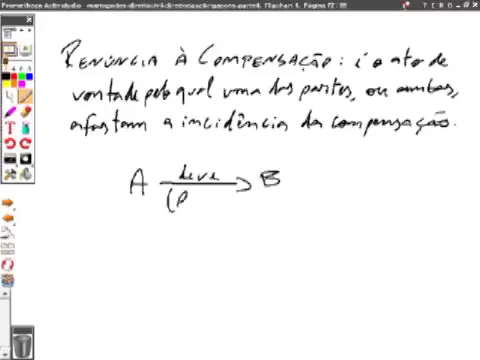 RENÚNCIA À COMPENSAÇÃO: é o ato de
vontade pelo qual uma das partes, ou ambas,
afastam a incidência da compensação.
A deve B
(P